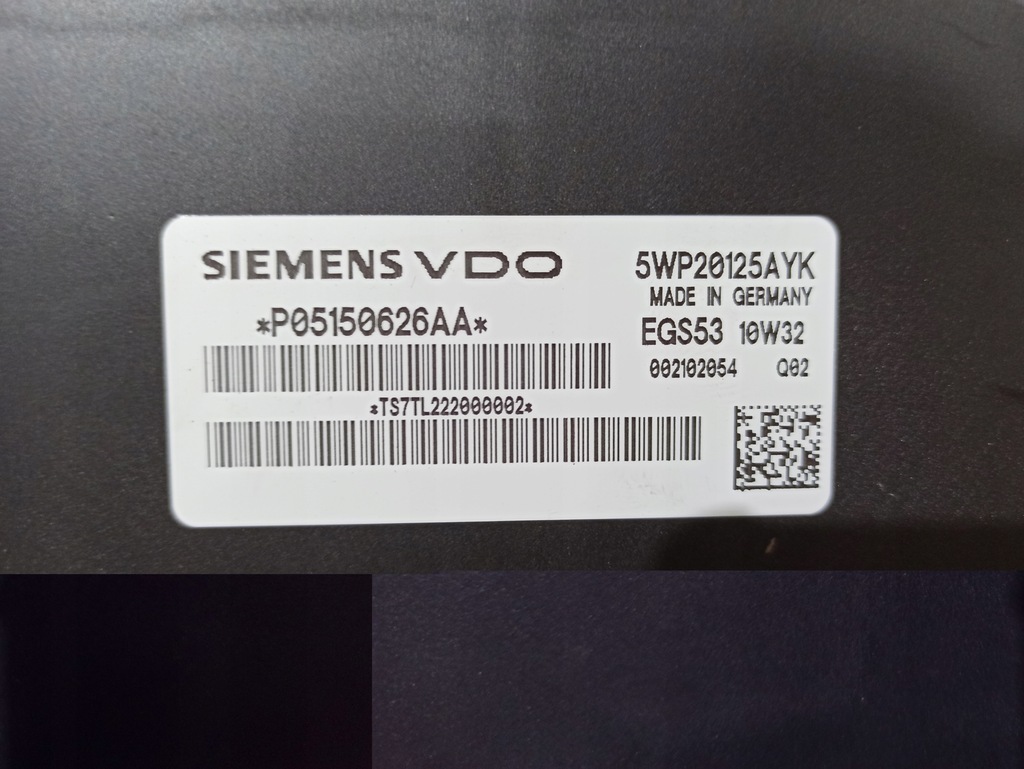 SIEMENS VDO
*P05150626AA*
*TS7TL222000002*
5WP20125AYK
MADE IN GERMANY
EGS53 10W32
002102054 Q02